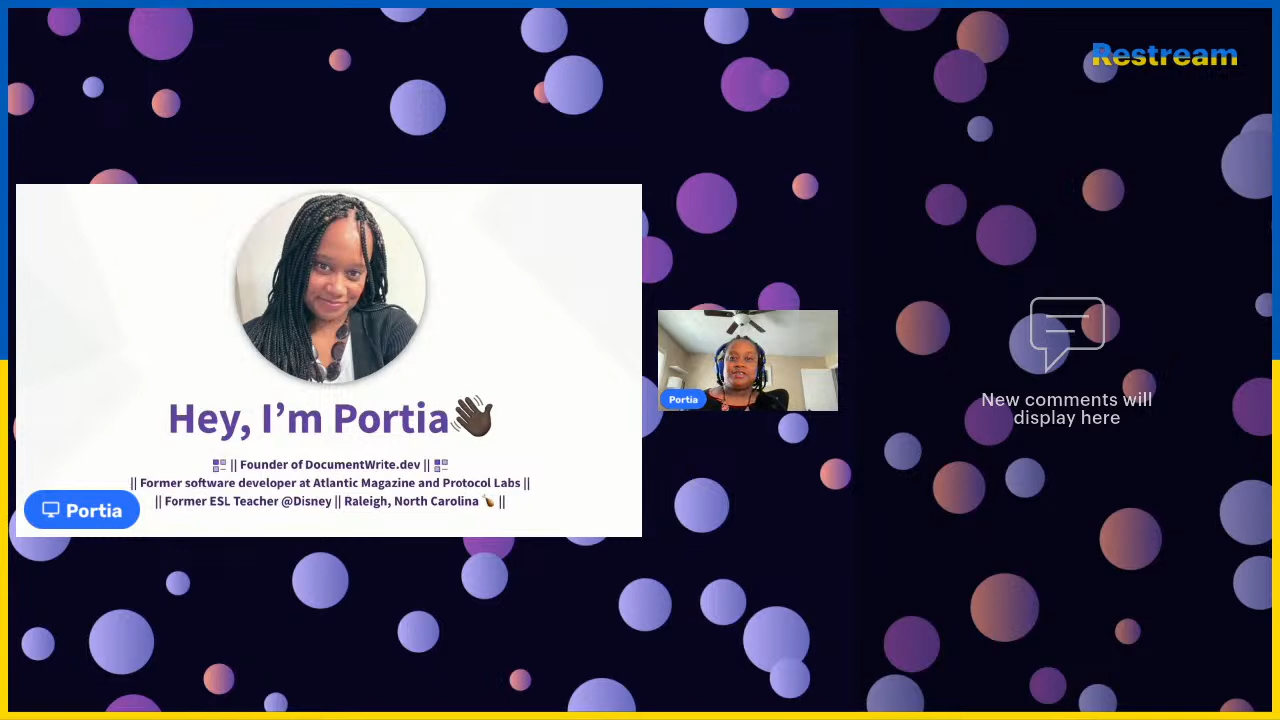 Restream
Hey, I'm Portia👋🏿
|| Founder of DocumentWrite.dev ||
|| Former software developer at Atlantic Magazine and Protocol Labs ||
|| Former ESL Teacher @Disney || Raleigh, North Carolina 🍠 ||
Portia
Portia
New comments will
display here